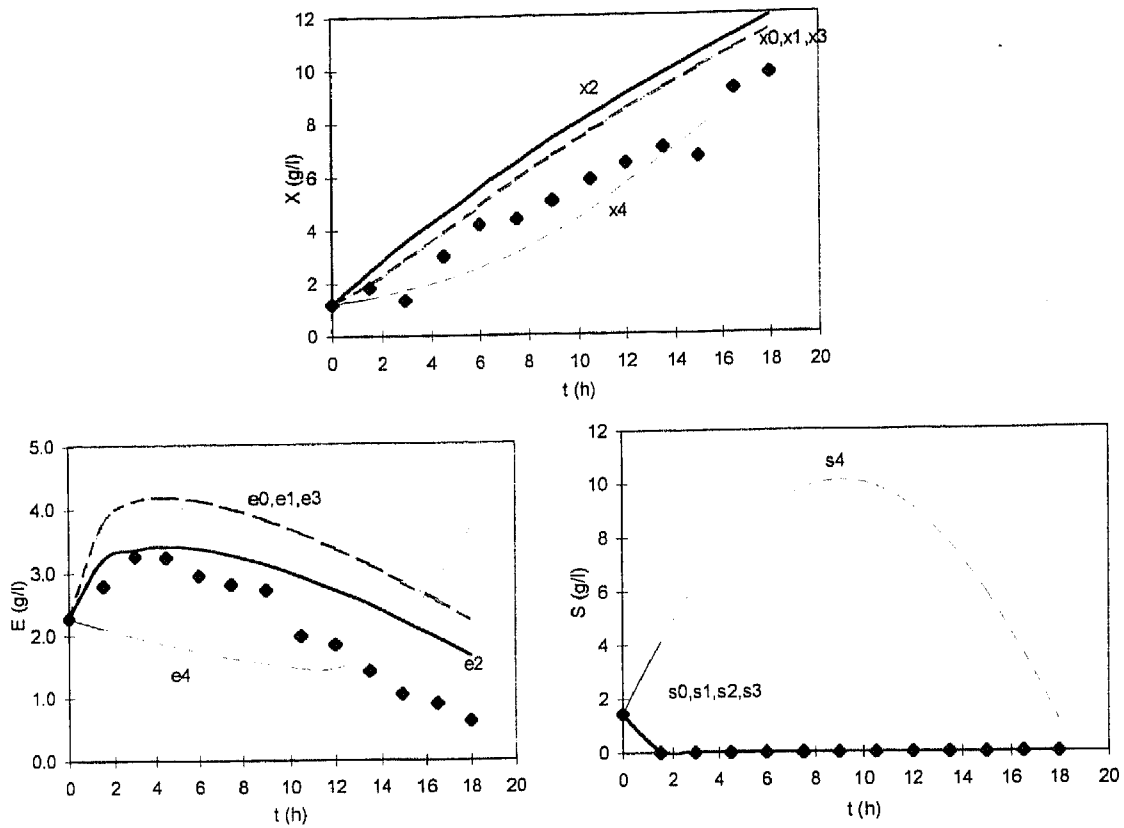 12
10
8
6
4
2
0
X (g/l)
x2
x0,x1,x3
x4
0 2 4 6 8 10 12 14 16 18 20
t (h)
5.0
4.0
3.0
2.0
1.0
0.0
E (g/l)
e0,e1,e3
e2
e4
0 2 4 6 8 10 12 14 16 18 20
t (h)
12
10
8
6
4
2
0
S (g/l)
s4
s0,s1,s2,s3
0 2 4 6 8 10 12 14 16 18 20
t (h)